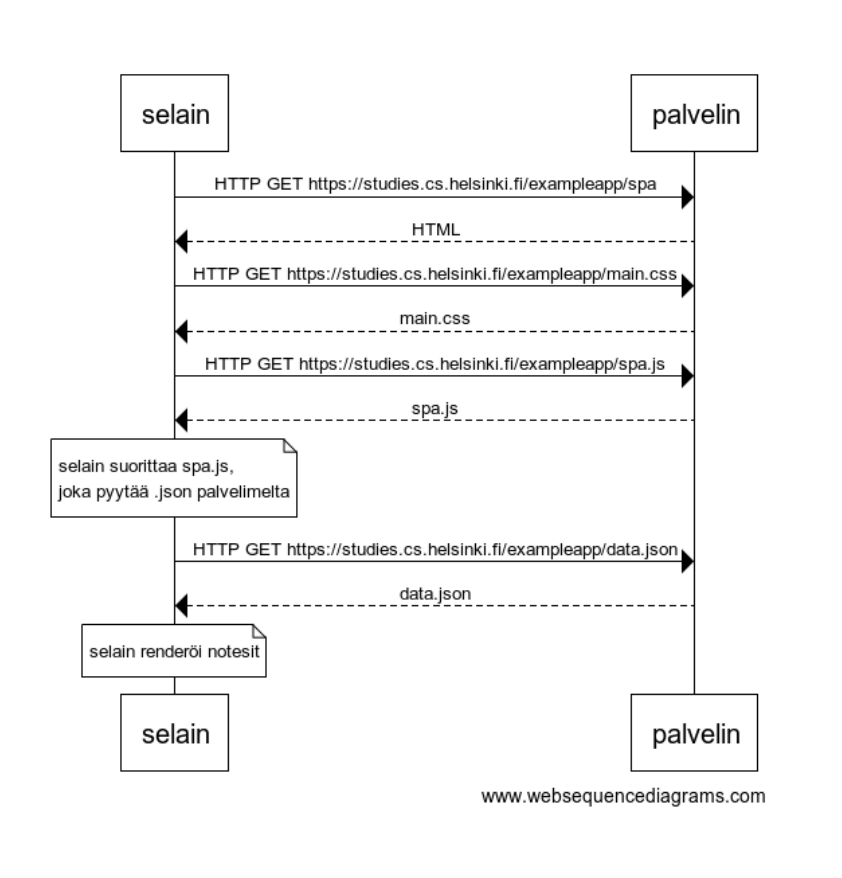 selain
palvelin
HTTP GET https://studies.cs.helsinki.fi/exampleapp/spa
HTML
HTTP GET https://studies.cs.helsinki.fi/exampleapp/main.css
main.css
HTTP GET https://studies.cs.helsinki.fi/exampleapp/spa.js
spa.js
selain suorittaa spa.js,
joka pyytää .json palvelimelta
HTTP GET https://studies.cs.helsinki.fi/exampleapp/data.json
data.json
selain renderöi notesit
selain
palvelin
www.websequencediagrams.com